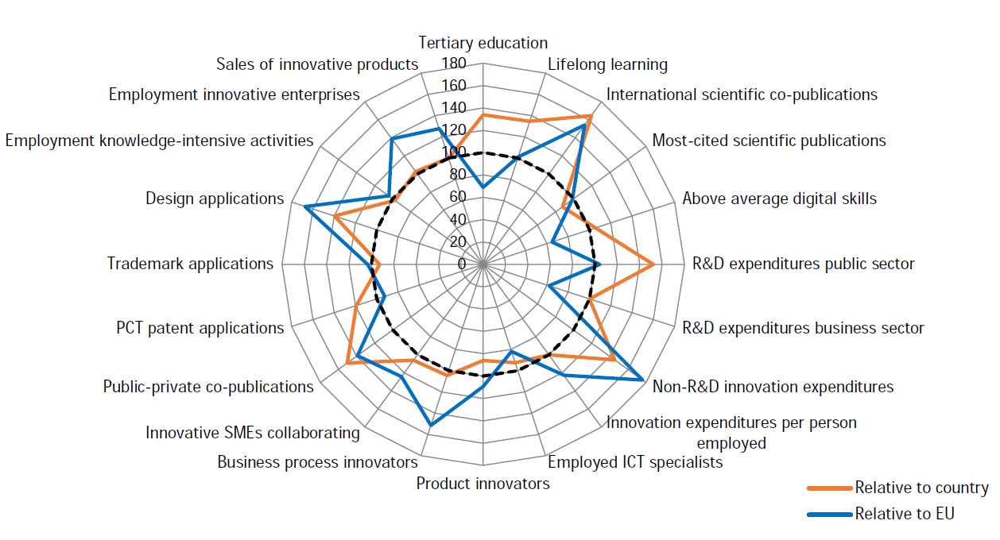 Tertiary education
Sales of innovative products
180
Lifelong learning
160
Employment innovative enterprises
International scientific co-publications
140
120
Employment knowledge-intensive activities
Most-cited scientific publications
100
80
Design applications
Above average digital skills
60
40
20
Trademark applications
0
R&D expenditures public sector
PCT patent applications
R&D expenditures business sector
Public-private co-publications
Non-R&D innovation expenditures
Innovation expenditures per person
employed
Innovative SMEs collaborating
Business process innovators
Employed ICT specialists
Product innovators
Relative to country
Relative to EU